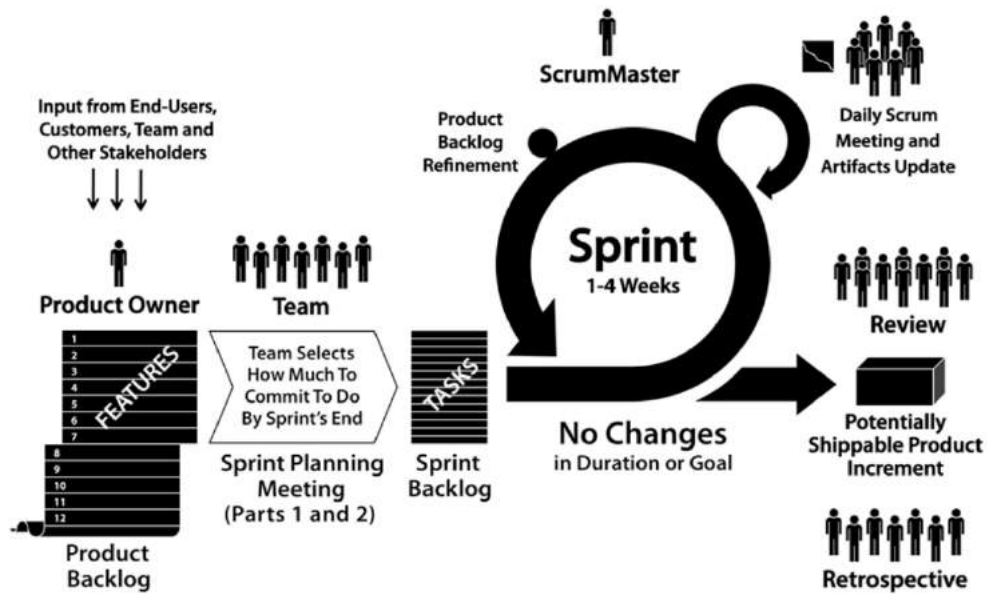 Input from End-Users,
Customers, Team and
Other Stakeholders
Product Owner
Team
1
2
3
4
5
6
7
FEATURES
8
9
10
11
12
Product
Backlog
Team Selects
How Much To
Commit To Do
By Sprint's End
Sprint Planning
Meeting
(Parts 1 and 2)
TASKS
Sprint
Backlog
ScrumMaster
Product
Backlog
Refinement
Sprint
1-4 Weeks
No Changes
in Duration or Goal
Daily Scrum
Meeting and
Artifacts Update
Review
Potentially
Shippable Product
Increment
Retrospective